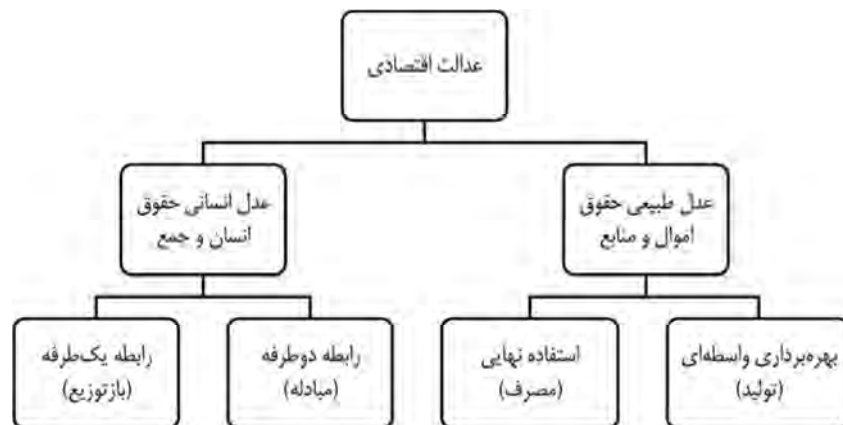 عدالت اقتصادی
عدل طبیعی حقوق
اموال و منابع
عدل انسانی حقوق
انسان و جمع
بهره‌برداری واسطه‌ای
(تولید)
استفاده نهایی
(مصرف)
رابطه دوطرفه
(مبادله)
رابطه یک‌طرفه
(بازتوزیع)